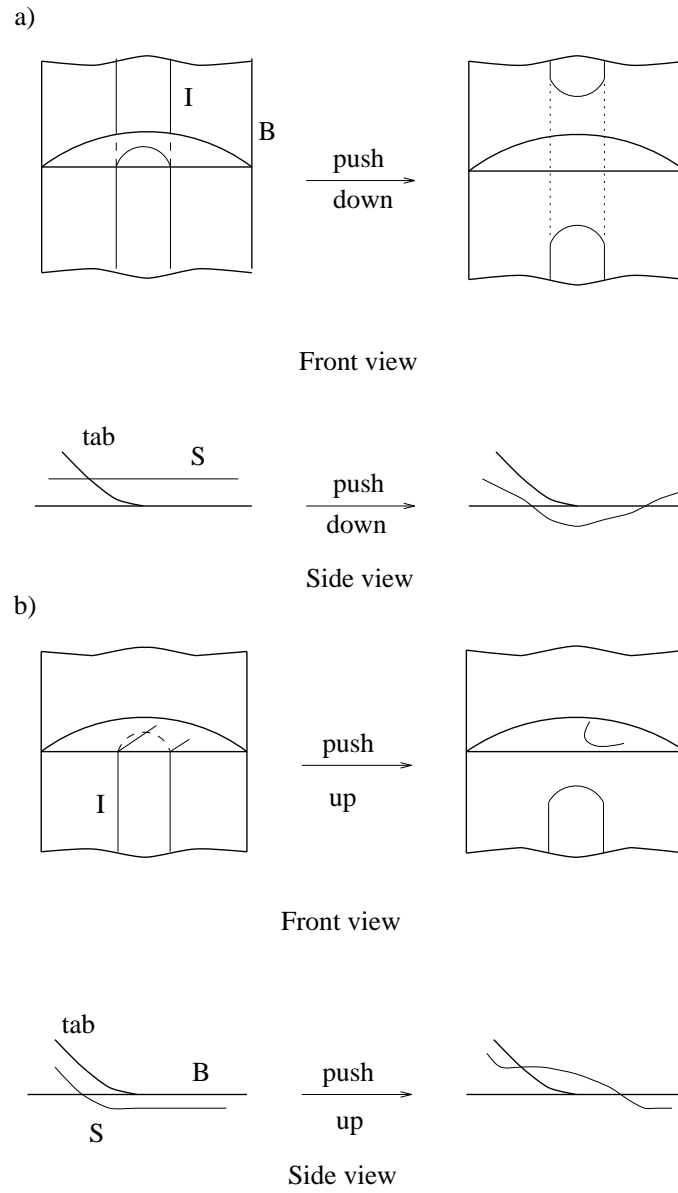 a)
I
B
push
down
Front view
tab
S
push
down
Side view
b)
push
I
up
Front view
tab
B
push
S
up
Side view